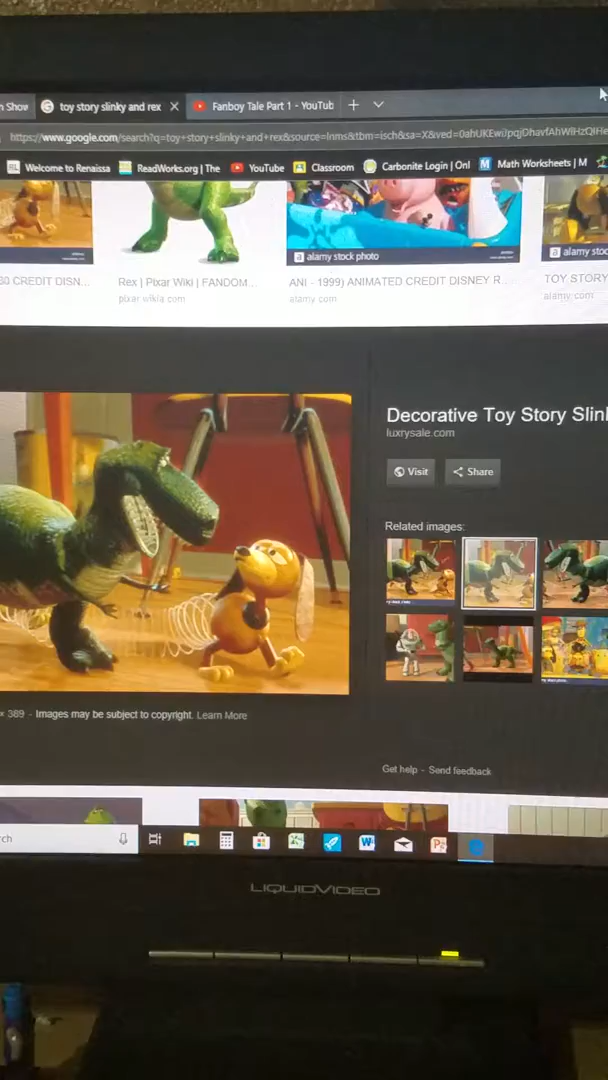 n Show
toy story slinky and rex
Fanboy Tale Part 1 - YouTub
https://www.google.com/search?q=toy+story+slinky+and+rex&source=lnms&tbm=isch&sa=X&ved=
Welcome to Renaissa
ReadWorks.org | The
YouTube
Classroom
Carbonite Login | Onl
Math Worksheets | M
a alamy stock photo
a alamy stoc
30 CREDIT DISN...
Rex | Pixar Wiki | FANDOM...
ANI - 1999) ANIMATED CREDIT DISNEY R...
TOY STORY
pixar.wikia.com
alamy.com
alamy.com
Decorative Toy Story Slin
luxrysale.com
Visit
Share
Related images:
× 389 - Images may be subject to copyright. Learn More
Get help - Send feedback
rch
LIQUIDVIDEO